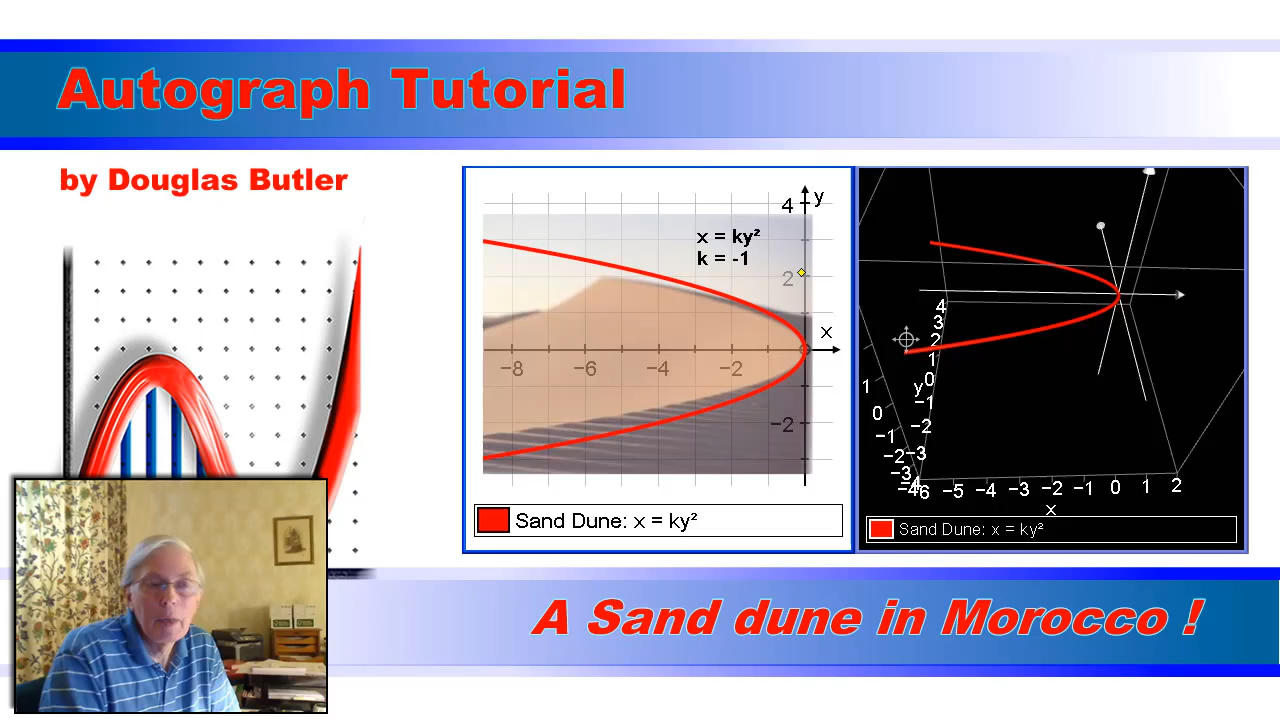 Autograph Tutorial
by Douglas Butler
4
y
x = ky²
k = -1
2
x
−8
−6
−4
−2
−2
Sand Dune: x = ky²
4
3
2
1
y
0
−1
−2
−3
1
0
−1
−2
−3
−4
−6
−5
−4
−3
−2
−1
0
1
2
x
Sand Dune: x = ky²
A Sand dune in Morocco !